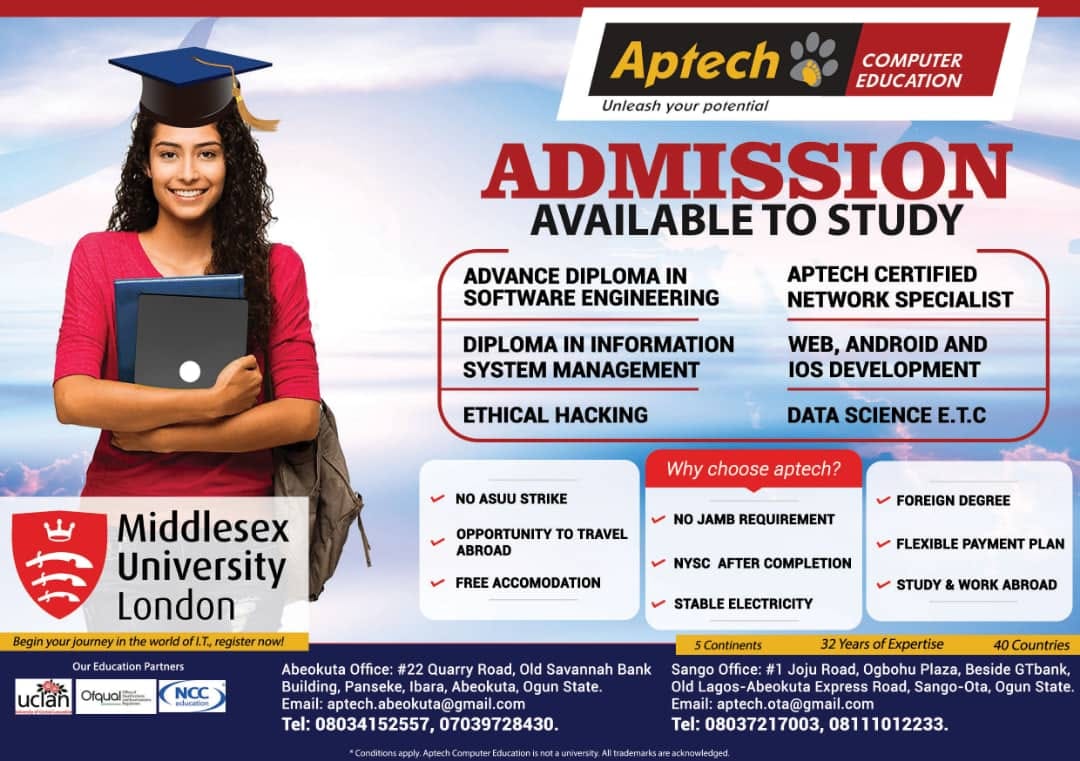 Aptech
COMPUTER
EDUCATION
Unleash your potential
ADMISSION
AVAILABLE TO STUDY
ADVANCE DIPLOMA IN
SOFTWARE ENGINEERING
DIPLOMA IN INFORMATION
SYSTEM MANAGEMENT
ETHICAL HACKING
APTECH CERTIFIED
NETWORK SPECIALIST
WEB, ANDROID AND
IOS DEVELOPMENT
DATA SCIENCE E.T.C
NO ASUU STRIKE
OPPORTUNITY TO TRAVEL
ABROAD
FREE ACCOMODATION
Why choose aptech?
NO JAMB REQUIREMENT
NYSC AFTER COMPLETION
STABLE ELECTRICITY
FOREIGN DEGREE
FLEXIBLE PAYMENT PLAN
STUDY & WORK ABROAD
Middlesex
University
London
Begin your journey in the world of I.T., register now!
5 Continents
32 Years of Expertise
40 Countries
Our Education Partners
uclan
Ofqual
NCC
education
Abeokuta Office: #22 Quarry Road, Old Savannah Bank
Building, Panseke, Ibara, Abeokuta, Ogun State.
Email: aptech.abeokuta@gmail.com
Tel: 08034152557, 07039728430.
Sango Office: #1 Joju Road, Ogbohu Plaza, Beside GTbank,
Old Lagos-Abeokuta Express Road, Sango-Ota, Ogun State.
Email: aptech.ota@gmail.com
Tel: 08037217003, 08111012233.
* Conditions apply. Aptech Computer Education is not a university. All trademarks are acknowledged.